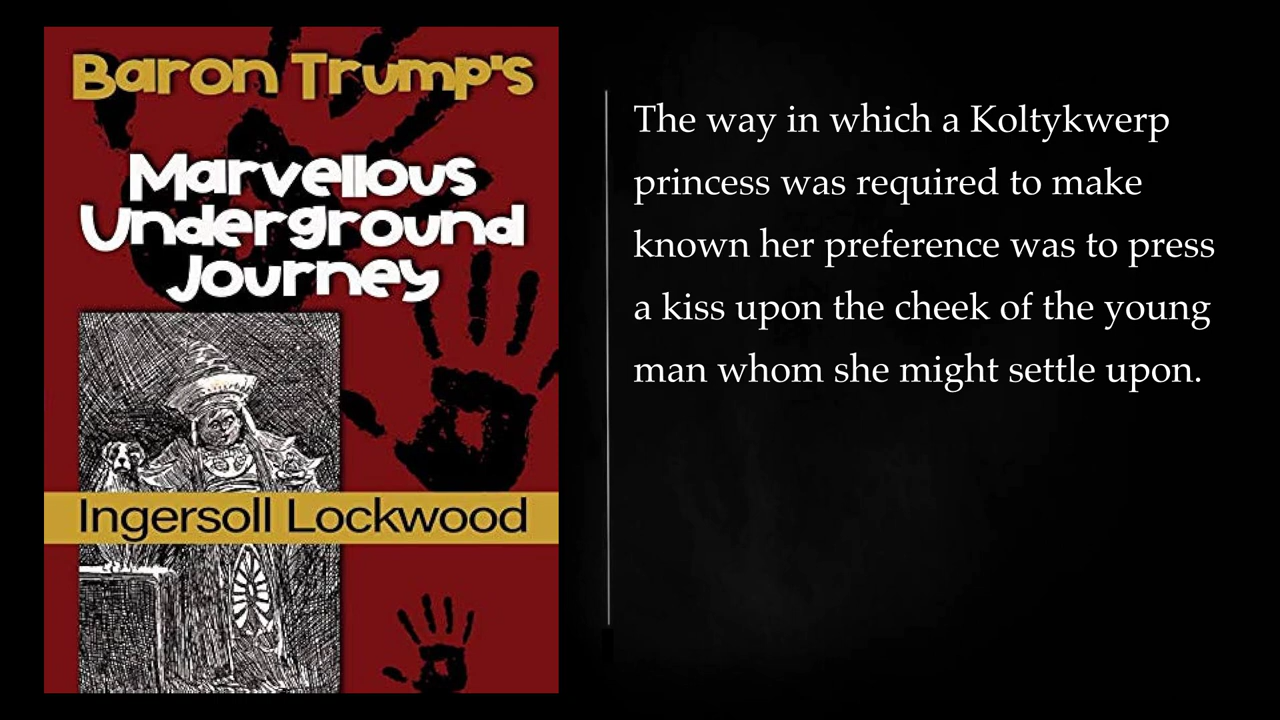 Baron Trump's
Marvellous
Underground
Journey
Ingersoll Lockwood
The way in which a Koltykwerp
princess was required to make
known her preference was to press
a kiss upon the cheek of the young
man whom she might settle upon.